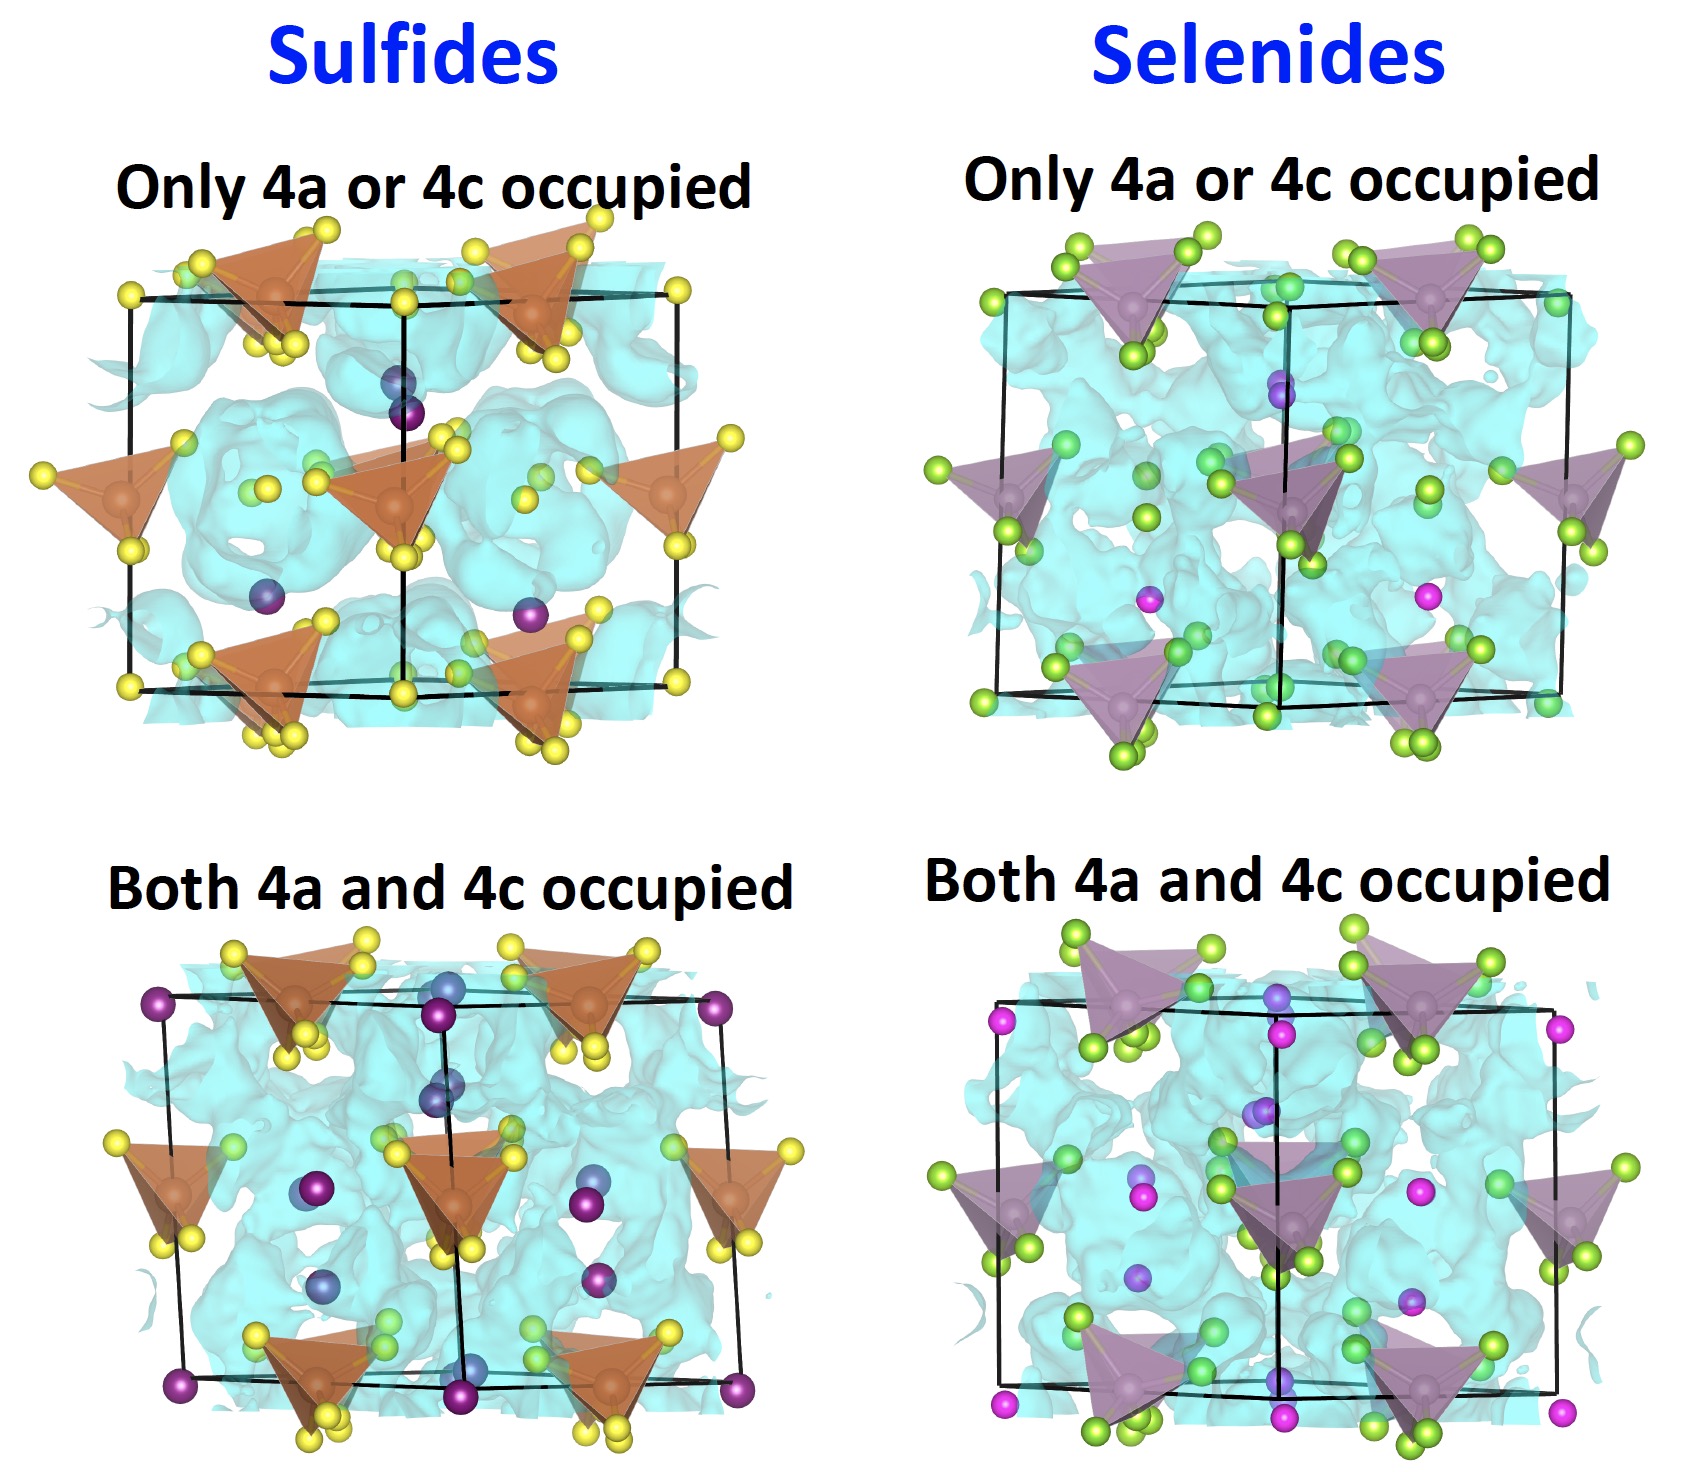 Sulfides
Selenides
Only 4a or 4c occupied
Only 4a or 4c occupied
Both 4a and 4c occupied
Both 4a and 4c occupied